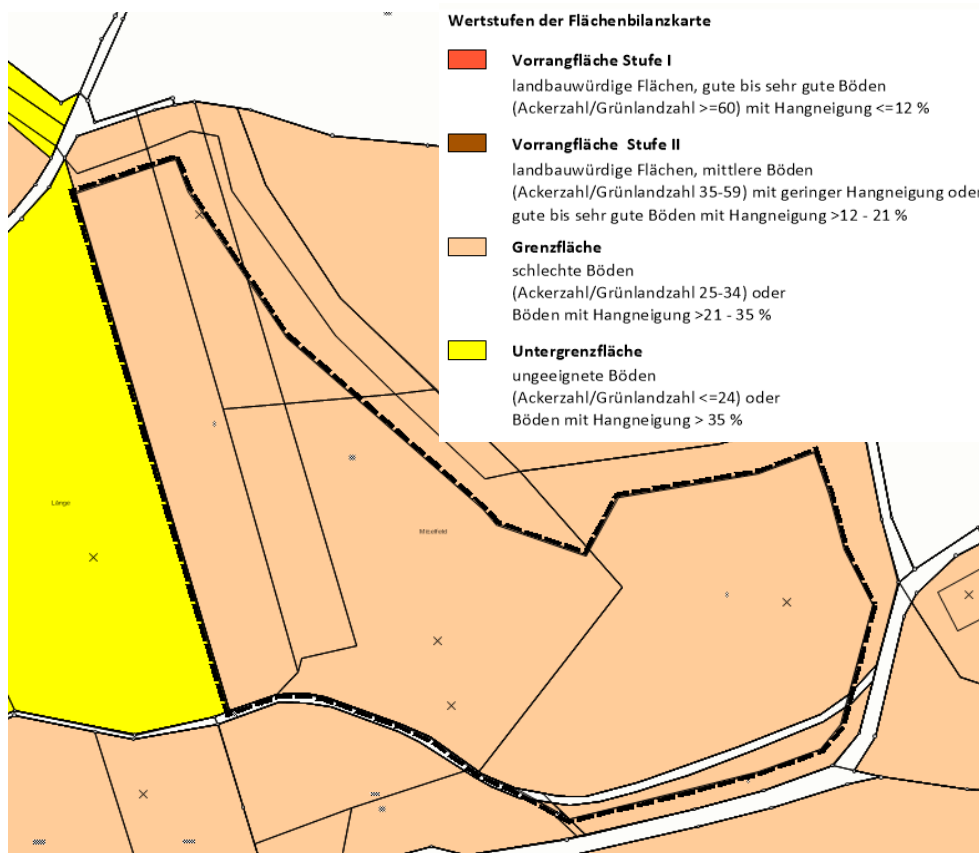 Wertstufen der Flächenbilanzkarte
Vorrangfläche Stufe I
landbauwürdige Flächen, gute bis sehr gute Böden
(Ackerzahl/Grünlandzahl >=60) mit Hangneigung <=12 %
Vorrangfläche Stufe II
landbauwürdige Flächen, mittlere Böden
(Ackerzahl/Grünlandzahl 35-59) mit geringer Hangneigung oder
gute bis sehr gute Böden mit Hangneigung >12 - 21 %
Grenzfläche
schlechte Böden
(Ackerzahl/Grünlandzahl 25-34) oder
Böden mit Hangneigung >21 - 35 %
Untergrenzfläche
ungeeignete Böden
(Ackerzahl/Grünlandzahl <=24) oder
Böden mit Hangneigung > 35 %
Länge
Mittelfeld